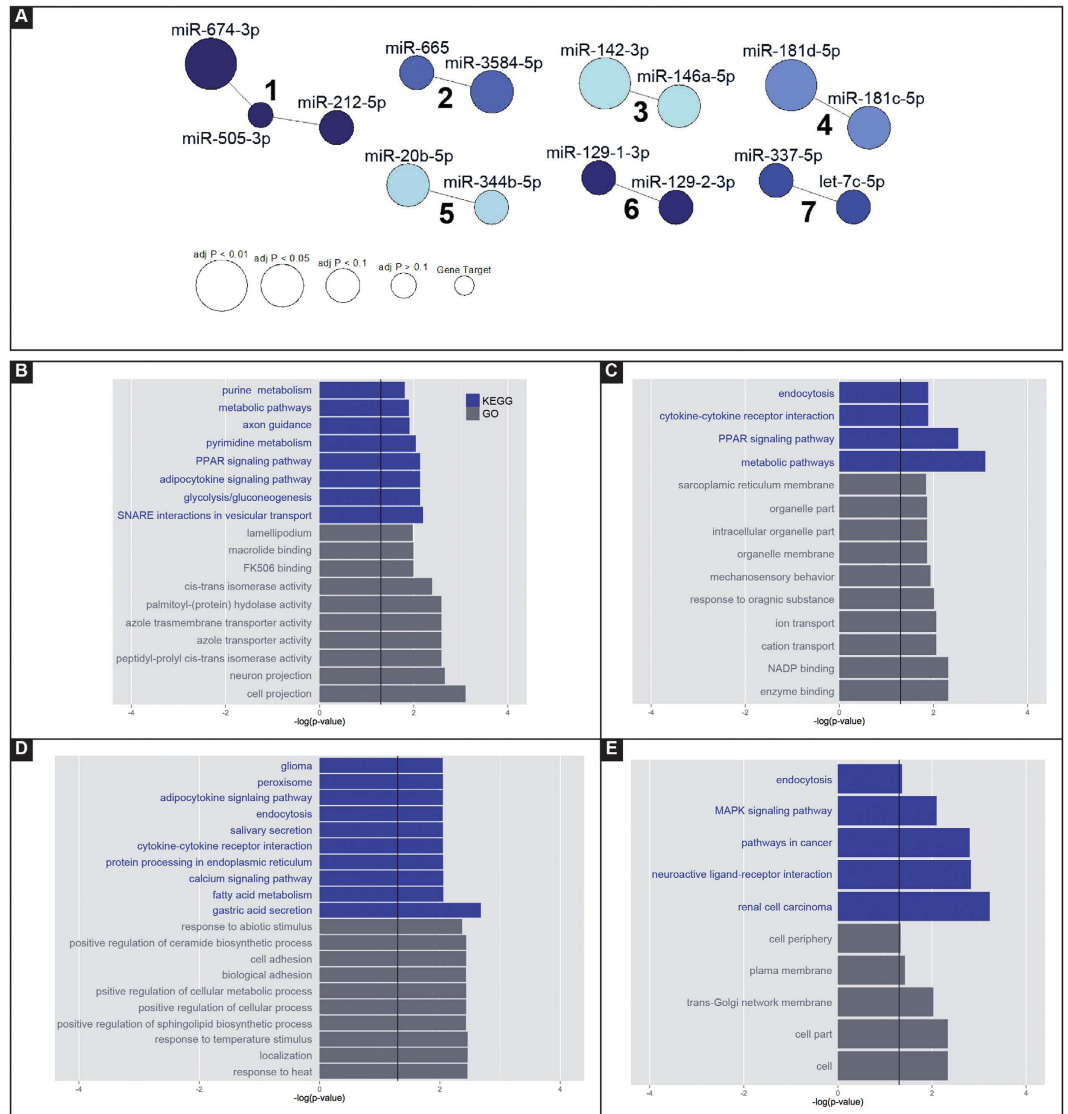 A
miR-674-3p
miR-665
miR-3584-5p
miR-142-3p
miR-146a-5p
miR-181d-5p
miR-181c-5p
1
2
3
4
miR-212-5p
miR-505-3p
miR-20b-5p
miR-344b-5p
miR-129-1-3p
miR-129-2-3p
miR-337-5p
let-7c-5p
5
6
7
adj P < 0.01
adj P < 0.05
adj P < 0.1
adj P > 0.1
Gene Target
B
purine metabolism
metabolic pathways
axon guidance
pyrimidine metabolism
PPAR signaling pathway
adipocytokine signaling pathway
glycolysis/gluconeogenesis
SNARE interactions in vesicular transport
lamellipodium
macrolide binding
FK506 binding
cis-trans isomerase activity
palmitoyl-(protein) hydolase activity
azole trasmembrane transporter activity
azole transporter activity
peptidyl-prolyl cis-trans isomerase activity
neuron projection
cell projection
KEGG
GO
-4 -2 0 2 4
-log(p-value)
C
endocytosis
cytokine-cytokine receptor interaction
PPAR signaling pathway
metabolic pathways
sarcoplamic reticulum membrane
organelle part
intracellular organelle part
organelle membrane
mechanosensory behavior
response to oragnic substance
ion transport
cation transport
NADP binding
enzyme binding
-4 -2 0 2 4
-log(p-value)
D
glioma
peroxisome
adipocytokine signlaing pathway
endocytosis
salivary secretion
cytokine-cytokine receptor interaction
protein processing in endoplasmic reticulum
calcium signaling pathway
fatty acid metabolism
gastric acid secretion
response to abiotic stimulus
positive regulation of ceramide biosynthetic process
cell adhesion
biological adhesion
psitive regulation of cellular metabolic process
positive regulation of cellular process
positive regulation of sphingolipid biosynthetic process
response to temperature stimulus
localization
response to heat
-4 -2 0 2 4
-log(p-value)
E
endocytosis
MAPK signaling pathway
pathways in cancer
neuroactive ligand-receptor interaction
renal cell carcinoma
cell periphery
plama membrane
trans-Golgi network membrane
cell part
cell
-4 -2 0 2 4
-log(p-value)